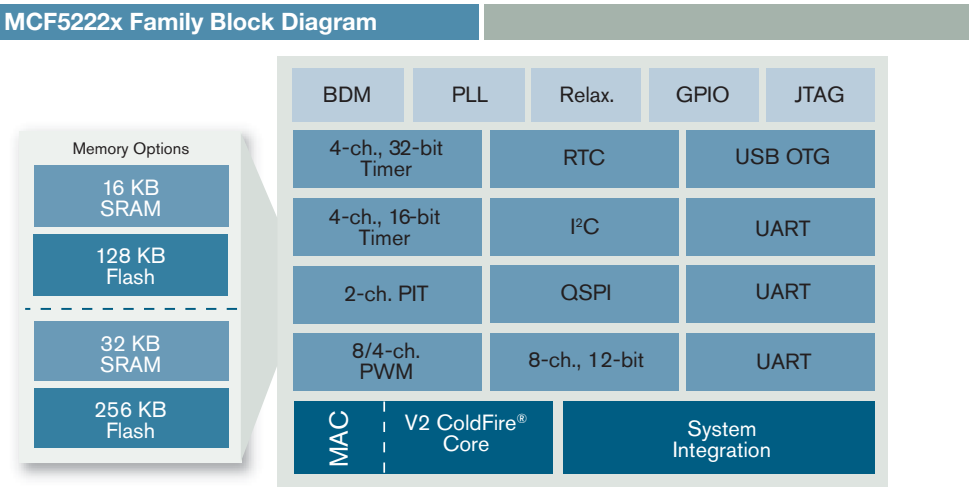 MCF5222x Family Block Diagram
BDM
PLL
Relax.
GPIO
JTAG
Memory Options
16 KB
SRAM
128 KB
Flash
32 KB
SRAM
256 KB
Flash
4-ch., 32-bit
Timer
RTC
USB OTG
4-ch., 16-bit
Timer
I²C
UART
2-ch. PIT
QSPI
UART
8/4-ch.
PWM
8-ch., 12-bit
UART
MAC
V2 ColdFire®
Core
System
Integration